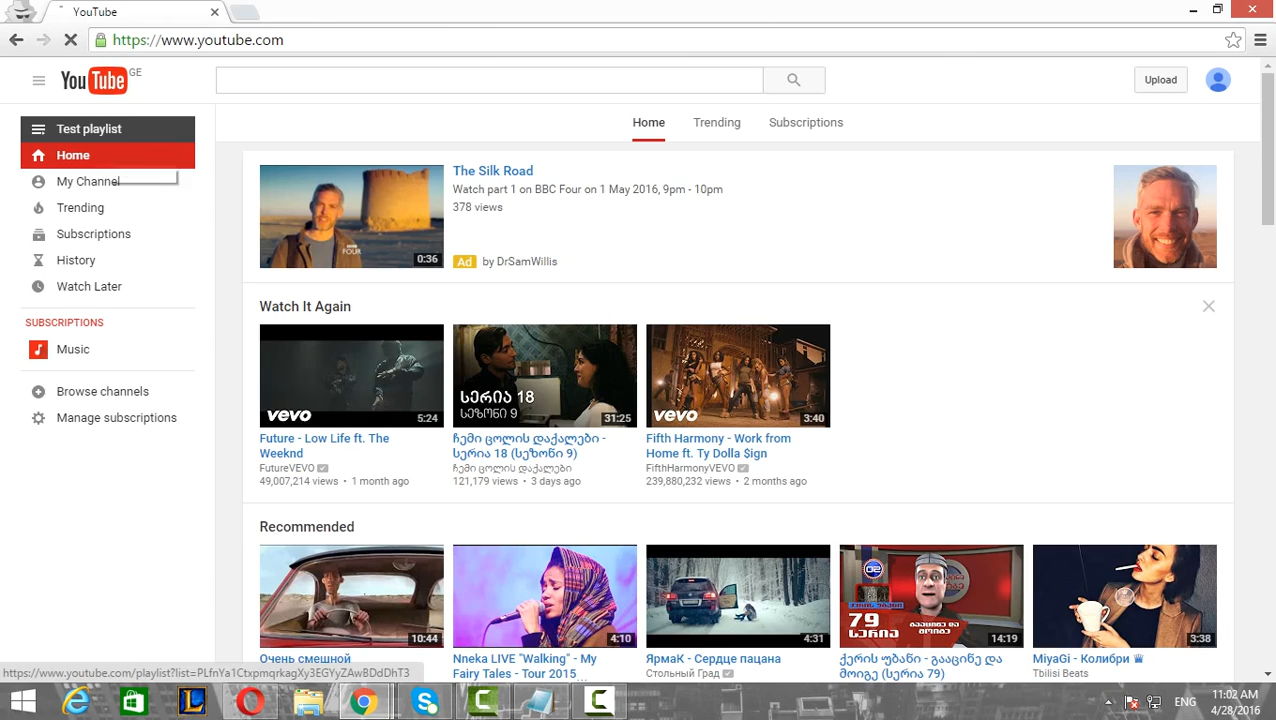 YouTube
https://www.youtube.com
YouTube GE
Upload
Test playlist
Home
My Channel
Trending
Subscriptions
History
Watch Later
SUBSCRIPTIONS
Music
Browse channels
Manage subscriptions
Home Trending Subscriptions
The Silk Road
Watch part 1 on BBC Four on 1 May 2016, 9pm - 10pm
378 views
Ad by DrSamWillis
FOUR
0:36
Watch It Again
vevo 5:24
სერია 18
სეზონი 9
31:25
vevo 3:40
Future - Low Life ft. The
Weeknd
FutureVEVO
49,007,214 views • 1 month ago
ჩემი ცოლის დაქალები -
სერია 18 (სეზონი 9)
ჩემი ცოლის დაქალები
121,179 views • 3 days ago
Fifth Harmony - Work from
Home ft. Ty Dolla $ign
FifthHarmonyVEVO
239,880,232 views • 2 months ago
Recommended
10:44
4:10
4:31
79
სერია
14:19
3:38
Очень смешной
Nneka LIVE "Walking" - My
Fairy Tales - Tour 2015...
ЯрмаК - Сердце пацана
Стольный Град
ქერის უბანი - გააცინე და
მოიგე (სერია 79)
MiyaGi - Колибри
Tbilisi Beats
https://www.youtube.com/playlist?list=PLfnYa1CtxpmqrkagXy3EGYyZAwBDdDhT3
ENG
11:02 AM
4/28/2016